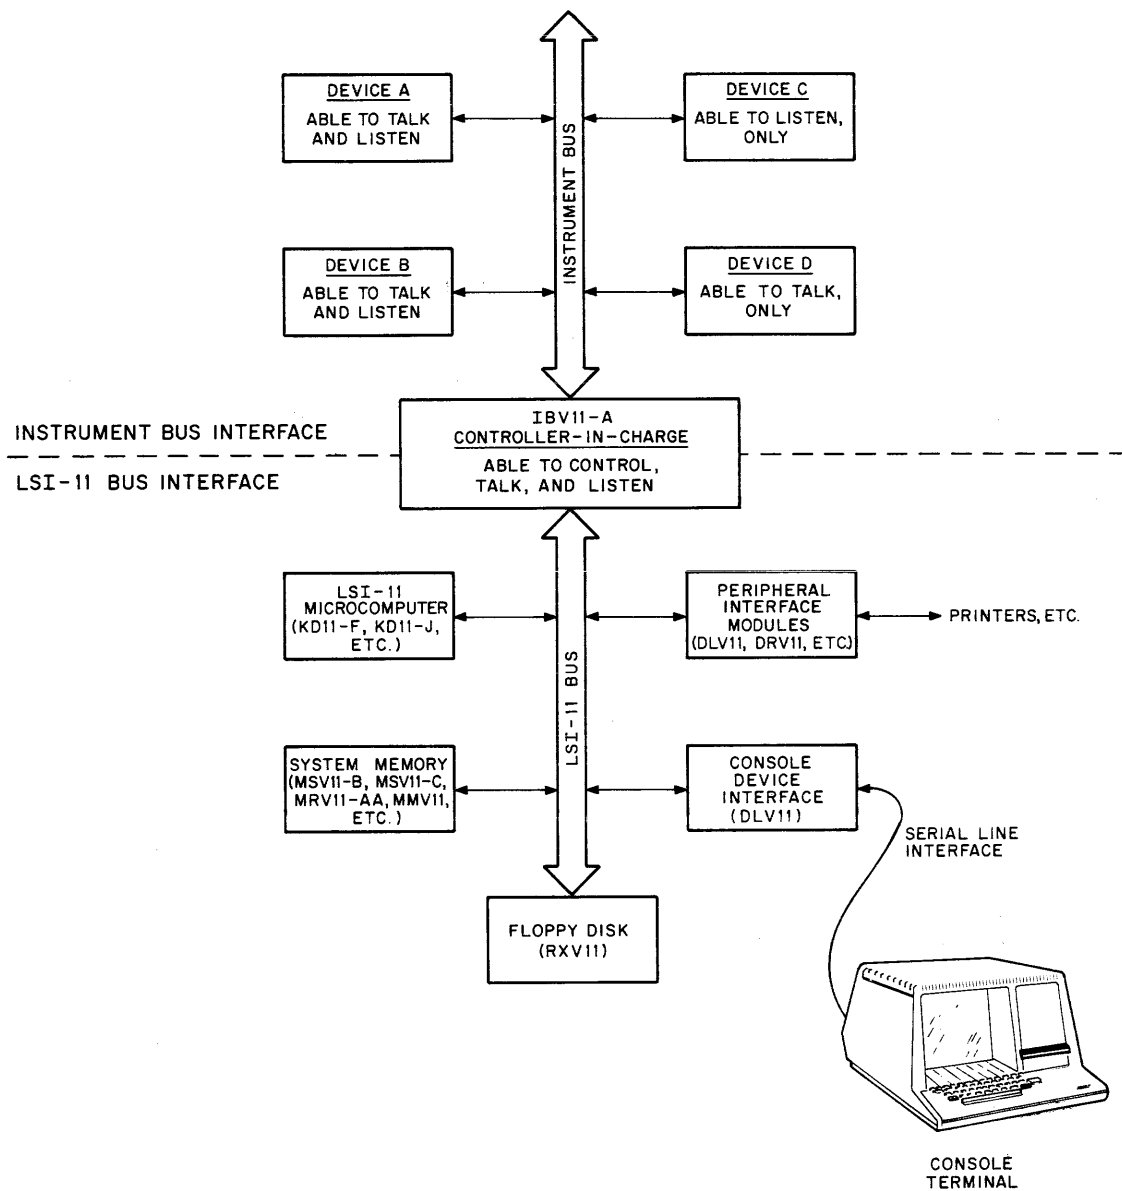 DEVICE A
ABLE TO TALK
AND LISTEN
DEVICE C
ABLE TO LISTEN,
ONLY
INSTRUMENT BUS
DEVICE B
ABLE TO TALK
AND LISTEN
DEVICE D
ABLE TO TALK,
ONLY
IBV11-A
CONTROLLER-IN-CHARGE
ABLE TO CONTROL,
TALK, AND LISTEN
INSTRUMENT BUS INTERFACE
LSI-11 BUS INTERFACE
LSI-11
MICROCOMPUTER
(KD11-F, KD11-J,
ETC.)
PERIPHERAL
INTERFACE
MODULES
(DLV11, DRV11, ETC)
PRINTERS, ETC.
LSI-11 BUS
SYSTEM MEMORY
(MSV11-B, MSV11-C,
MRV11-AA, MMV11,
ETC.)
CONSOLE
DEVICE
INTERFACE
(DLV11)
SERIAL LINE
INTERFACE
FLOPPY DISK
(RXV11)
CONSOLE
TERMINAL